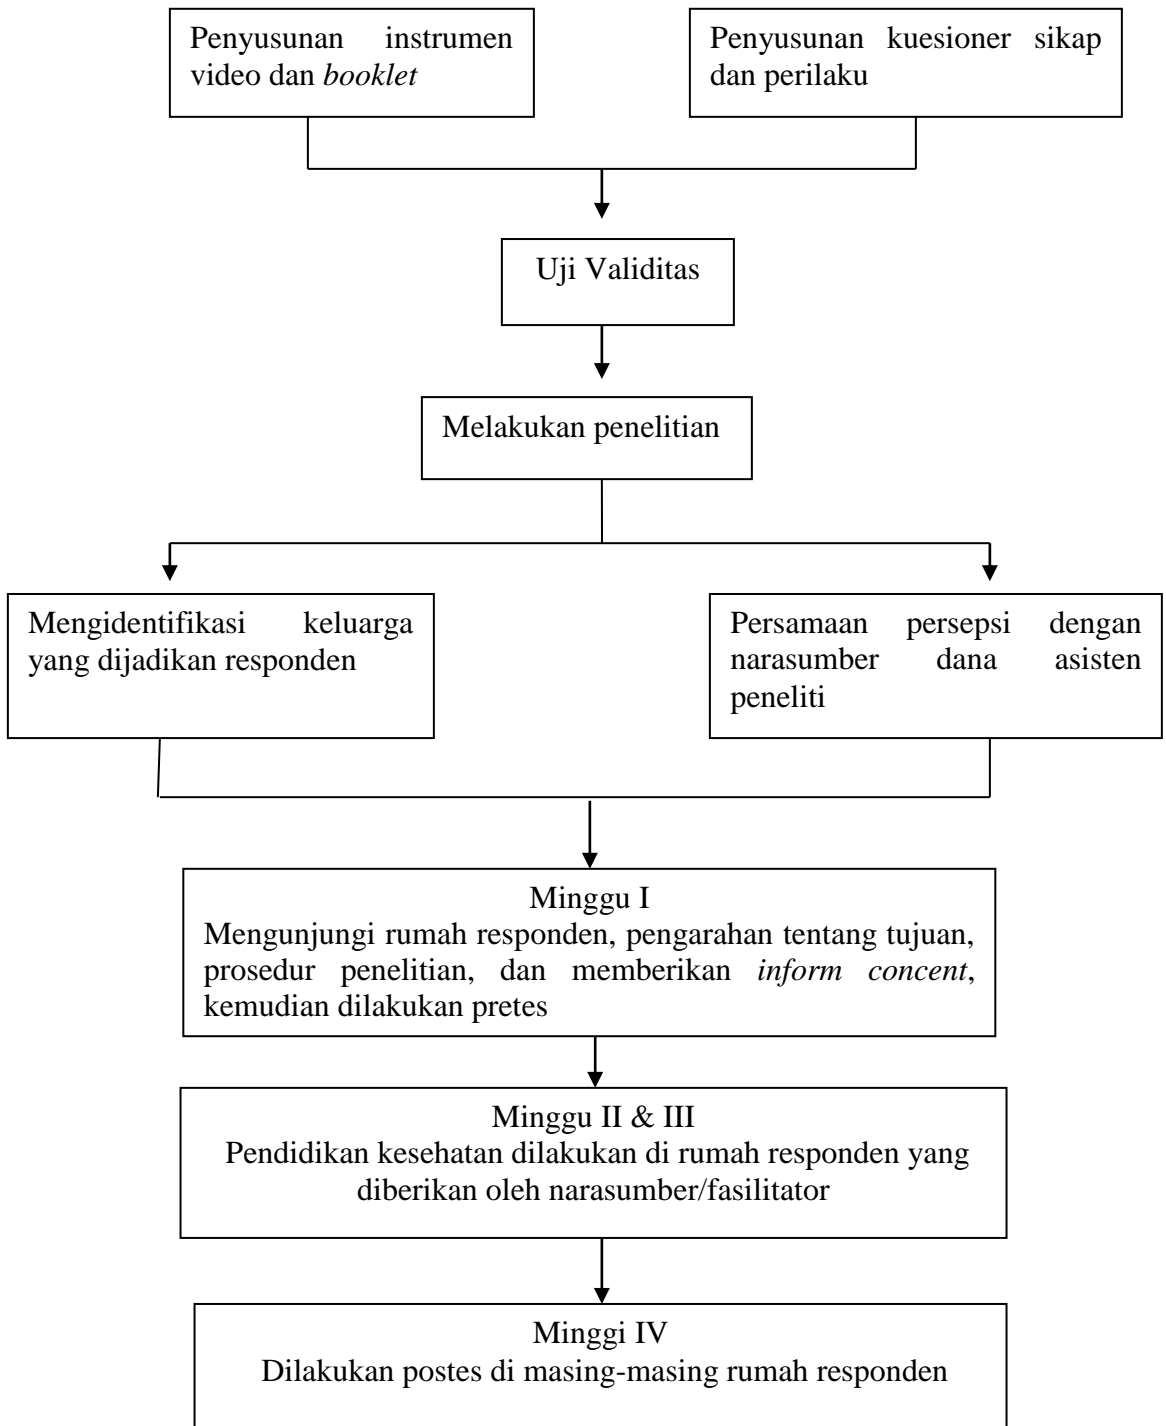 Penyusunan instrumen
video dan booklet
Penyusunan kuesioner sikap
dan perilaku
Uji Validitas
Melakukan penelitian
Mengidentifikasi keluarga
yang dijadikan responden
Persamaan persepsi dengan
narasumber dana asisten
peneliti
Minggu I
Mengunjungi rumah responden, pengarahan tentang tujuan,
prosedur penelitian, dan memberikan inform concent,
kemudian dilakukan pretes
Minggu II & III
Pendidikan kesehatan dilakukan di rumah responden yang
diberikan oleh narasumber/fasilitator
Minggi IV
Dilakukan postes di masing-masing rumah responden